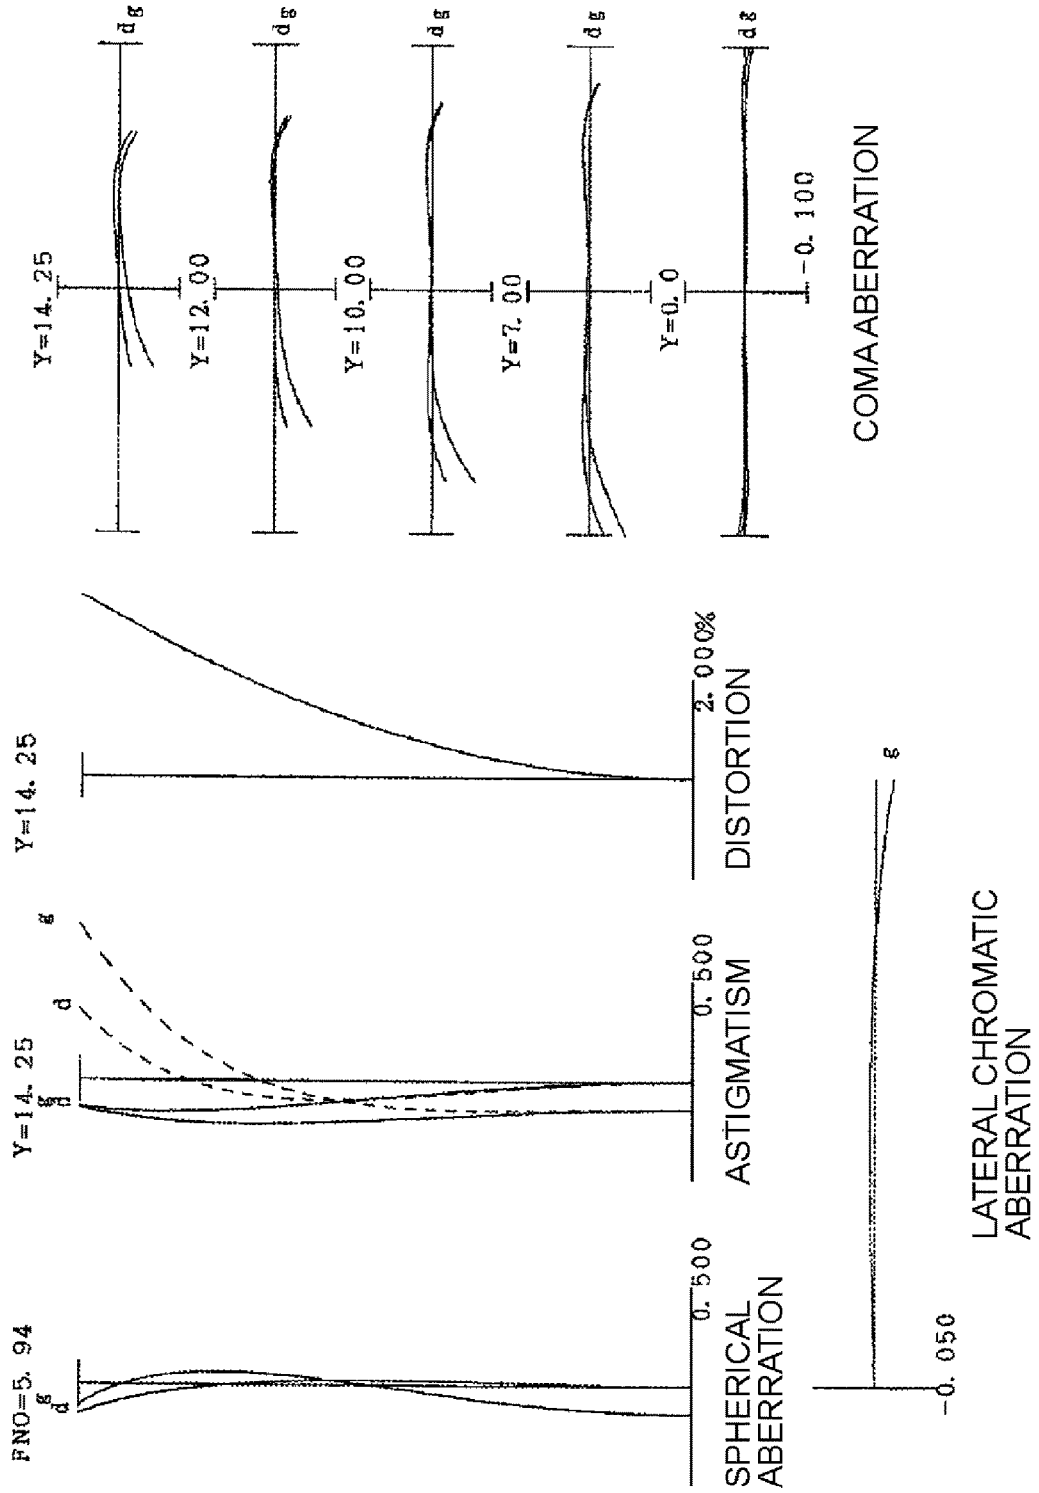 FNO=5. 94
g
d
0. 500
SPHERICAL
ABERRATION
Y=14. 25
g
d
d
g
0. 500
ASTIGMATISM
Y=14. 25
2. 000%
DISTORTION
Y=14. 25
d g
Y=12. 00
d g
Y=10. 00
d g
Y=7. 00
d g
Y=0. 0
d g
-0. 100
COMA ABERRATION
g
-0. 050
LATERAL CHROMATIC
ABERRATION